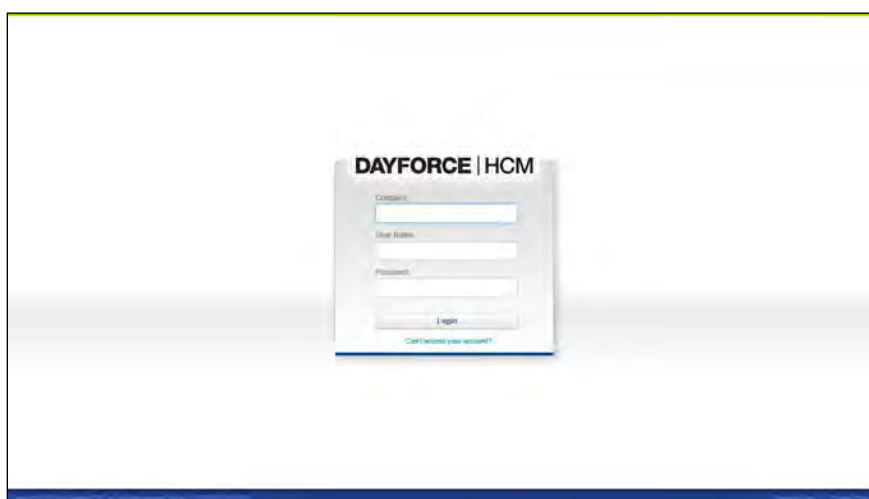 DAYFORCE | HCM
Company
User Name
Password
Login
Can't access your account?